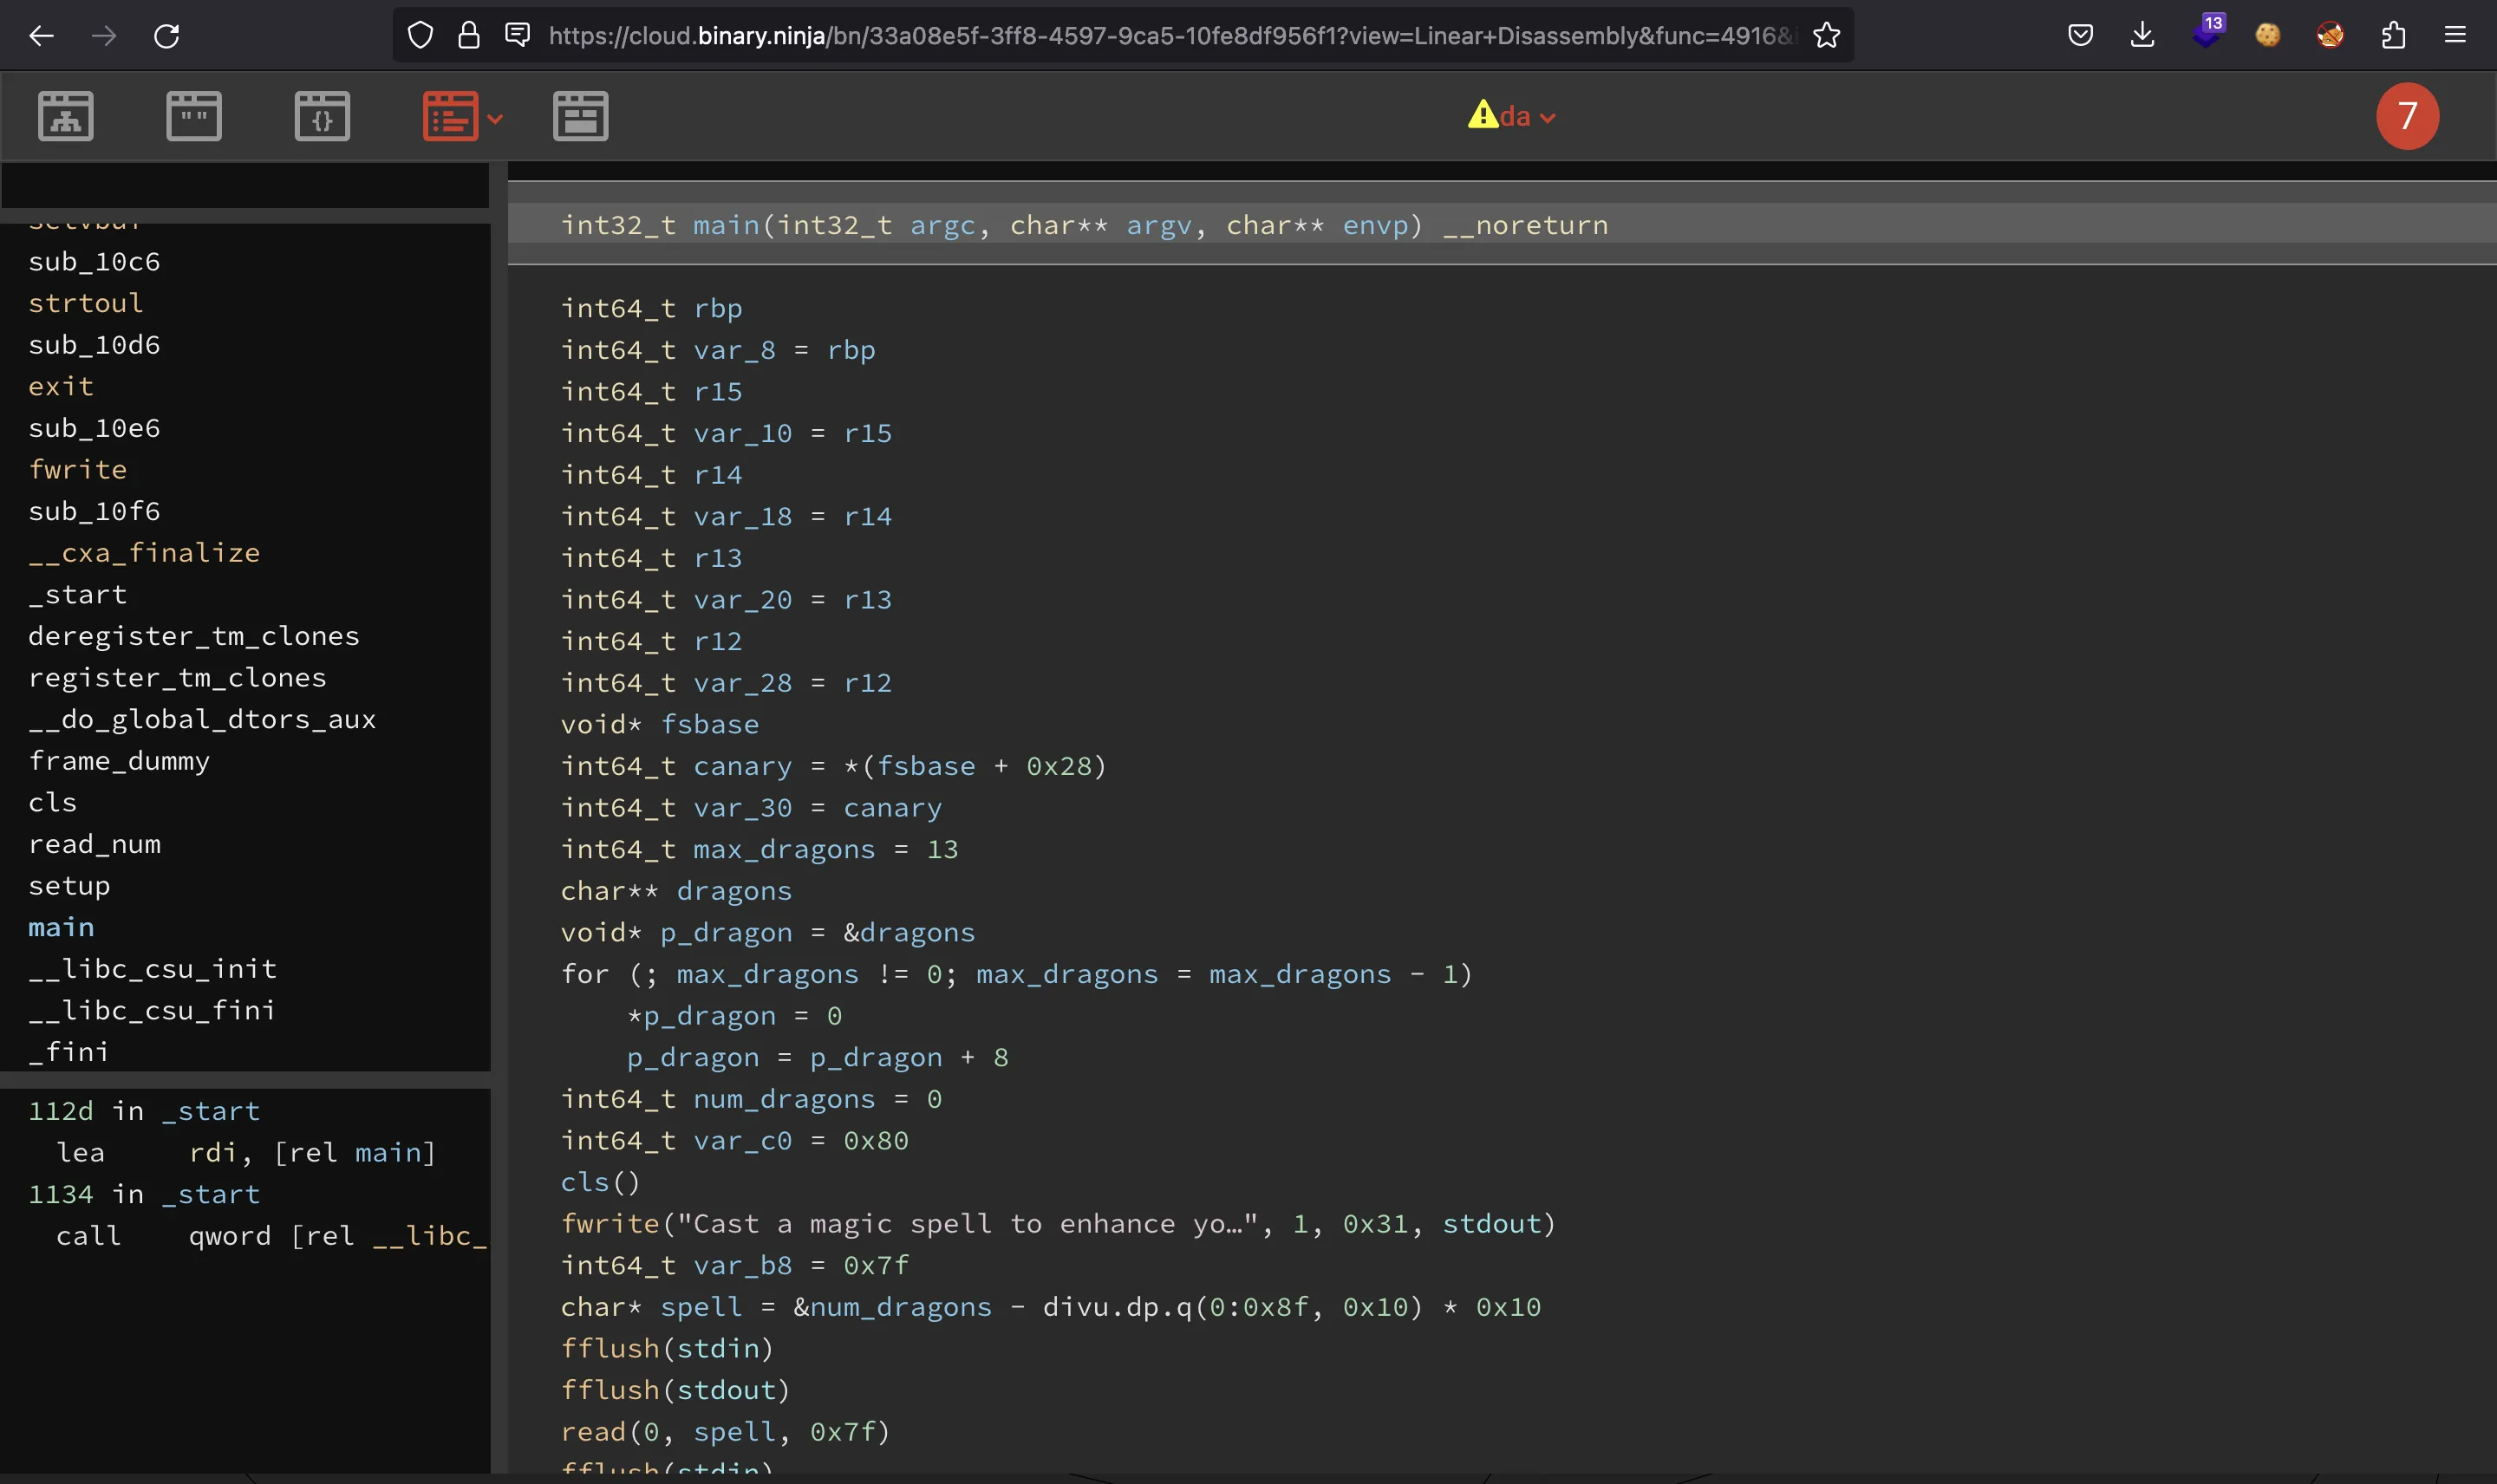 https://cloud.binary.ninja/bn/33a08e5f-3ff8-4597-9ca5-10fe8df956f1?view=Linear+Disassembly&func=4916&
13
" "
{}
da
7
setvbuf
sub_10c6
strtoul
sub_10d6
exit
sub_10e6
fwrite
sub_10f6
__cxa_finalize
_start
deregister_tm_clones
register_tm_clones
__do_global_dtors_aux
frame_dummy
cls
read_num
setup
main
__libc_csu_init
__libc_csu_fini
_fini
112d in _start
lea rdi, [rel main]
1134 in _start
call qword [rel __libc_
int32_t main(int32_t argc, char** argv, char** envp) __noreturn
int64_t rbp
int64_t var_8 = rbp
int64_t r15
int64_t var_10 = r15
int64_t r14
int64_t var_18 = r14
int64_t r13
int64_t var_20 = r13
int64_t r12
int64_t var_28 = r12
void* fsbase
int64_t canary = *(fsbase + 0x28)
int64_t var_30 = canary
int64_t max_dragons = 13
char** dragons
void* p_dragon = &dragons
for (; max_dragons != 0; max_dragons = max_dragons - 1)
*p_dragon = 0
p_dragon = p_dragon + 8
int64_t num_dragons = 0
int64_t var_c0 = 0x80
cls()
fwrite("Cast a magic spell to enhance yo…", 1, 0x31, stdout)
int64_t var_b8 = 0x7f
char* spell = &num_dragons - divu.dp.q(0:0x8f, 0x10) * 0x10
fflush(stdin)
fflush(stdout)
read(0, spell, 0x7f)
fflush(stdin)